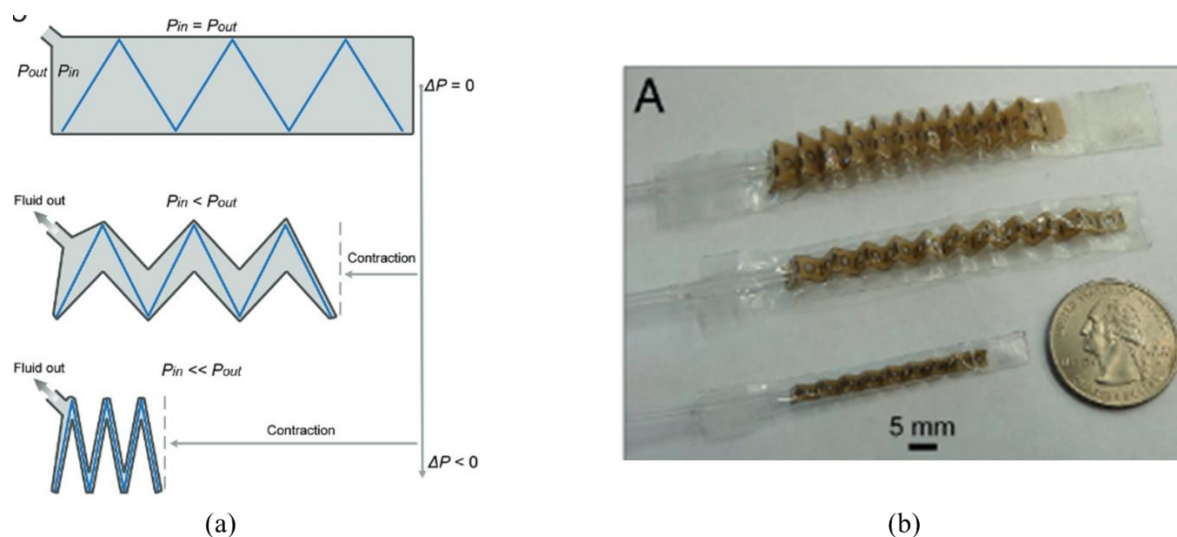 Pin = Pout
Pout Pin
ΔP = 0
Fluid out
Pin < Pout
Contraction
Fluid out
Pin << Pout
Contraction
ΔP < 0
(a)
A
5 mm
(b)